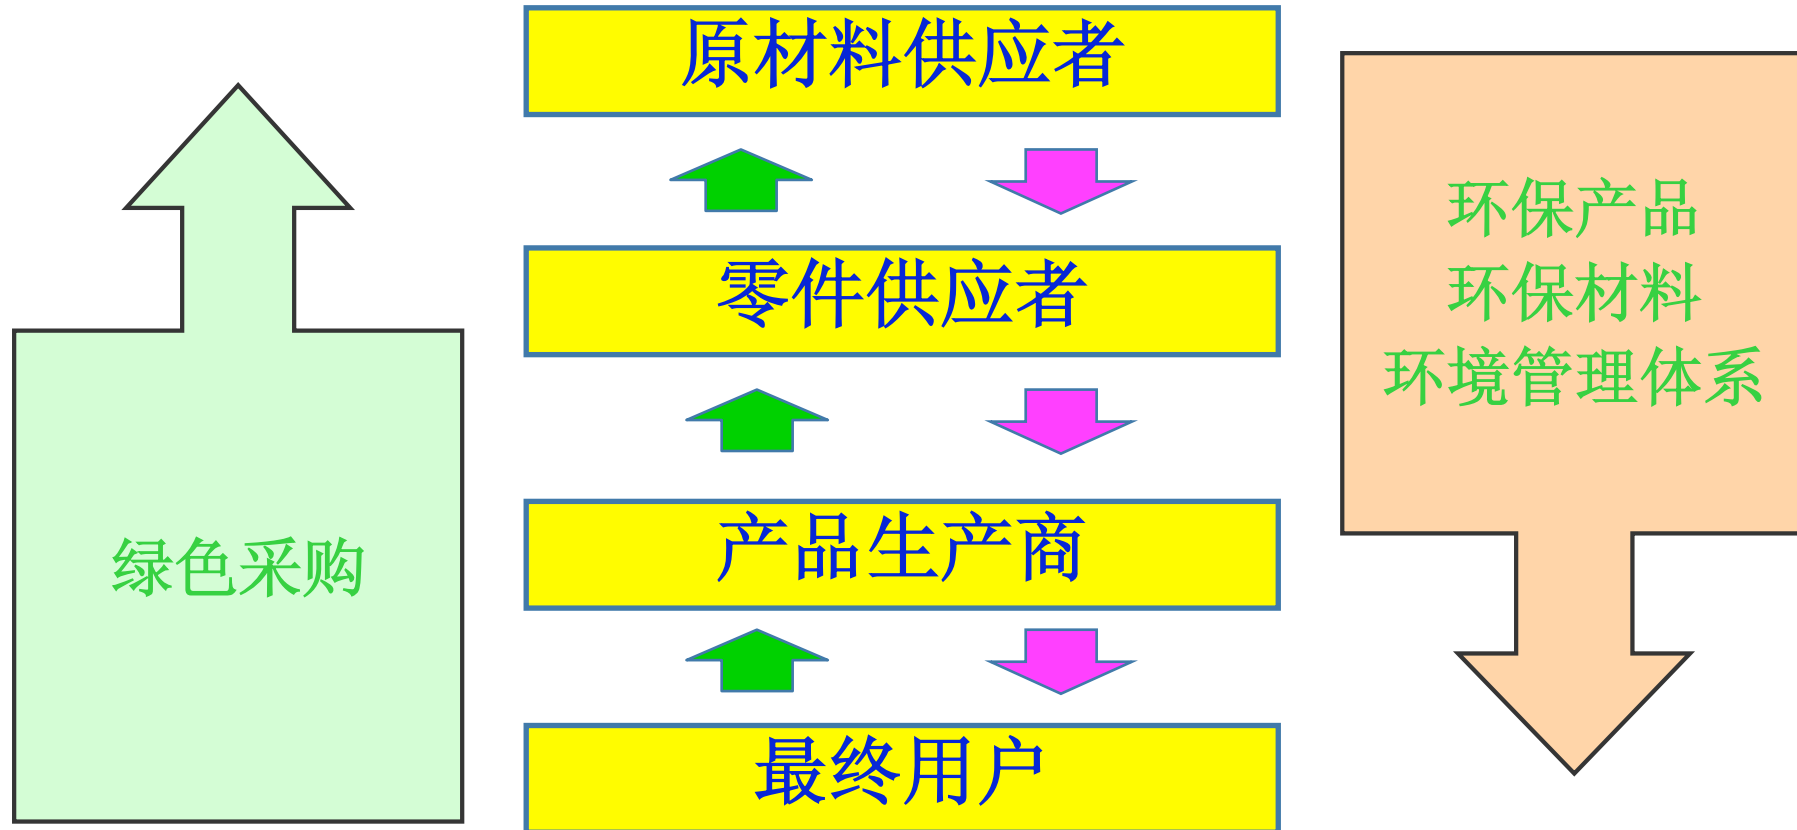 原材料供应者
零件供应者
产品生产商
最终用户
绿色采购
环保产品
环保材料
环境管理体系